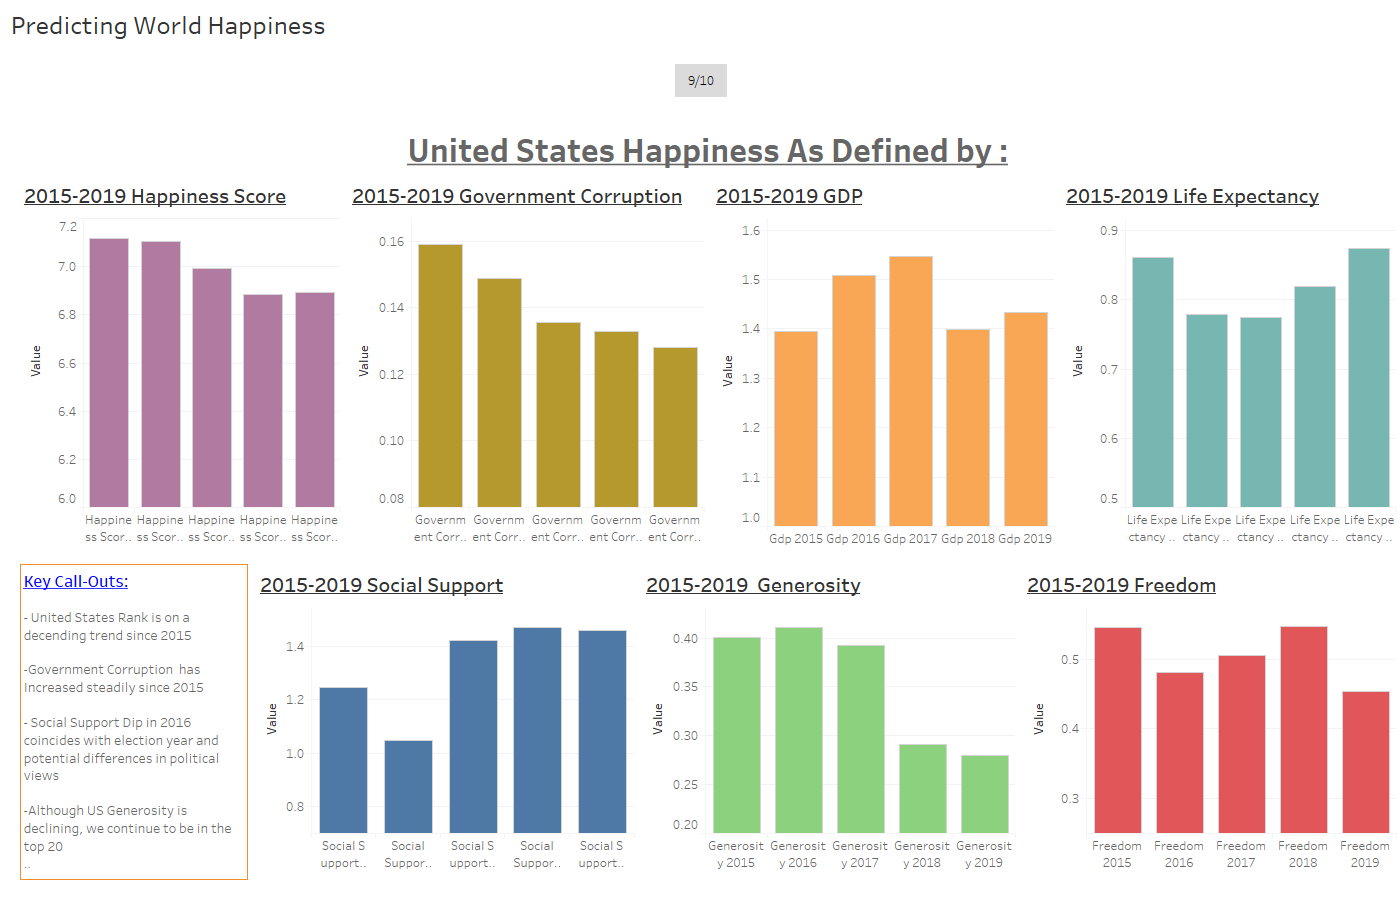 Predicting World Happiness
9/10
United States Happiness As Defined by :
2015-2019 Happiness Score
Value
7.2
7.0
6.8
6.6
6.4
6.2
6.0
Happine Happine Happine Happine Happine
ss Scor.. ss Scor.. ss Scor.. ss Scor.. ss Scor..
2015-2019 Government Corruption
Value
0.16
0.14
0.12
0.10
0.08
Governm Governm Governm Governm Governm
ent Corr.. ent Corr.. ent Corr.. ent Corr.. ent Corr..
2015-2019 GDP
Value
1.6
1.5
1.4
1.3
1.2
1.1
1.0
Gdp 2015 Gdp 2016 Gdp 2017 Gdp 2018 Gdp 2019
2015-2019 Life Expectancy
Value
0.9
0.8
0.7
0.6
0.5
Life Expe Life Expe Life Expe Life Expe Life Expe
ctancy .. ctancy .. ctancy .. ctancy .. ctancy ..
Key Call-Outs:
- United States Rank is on a
decending trend since 2015
-Government Corruption  has
Increased steadily since 2015
- Social Support Dip in 2016
coincides with election year and
potential differences in political
views
-Although US Generosity is
declining, we continue to be in the
top 20
..
2015-2019 Social Support
Value
1.4
1.2
1.0
0.8
Social S Social Social S Social Social S
upport.. Suppor.. upport.. Suppor.. upport..
2015-2019  Generosity
Value
0.40
0.35
0.30
0.25
0.20
Generosit Generosit Generosit Generosit Generosit
y 2015 y 2016 y 2017 y 2018 y 2019
2015-2019 Freedom
Value
0.5
0.4
0.3
Freedom Freedom Freedom Freedom Freedom
2015 2016 2017 2018 2019